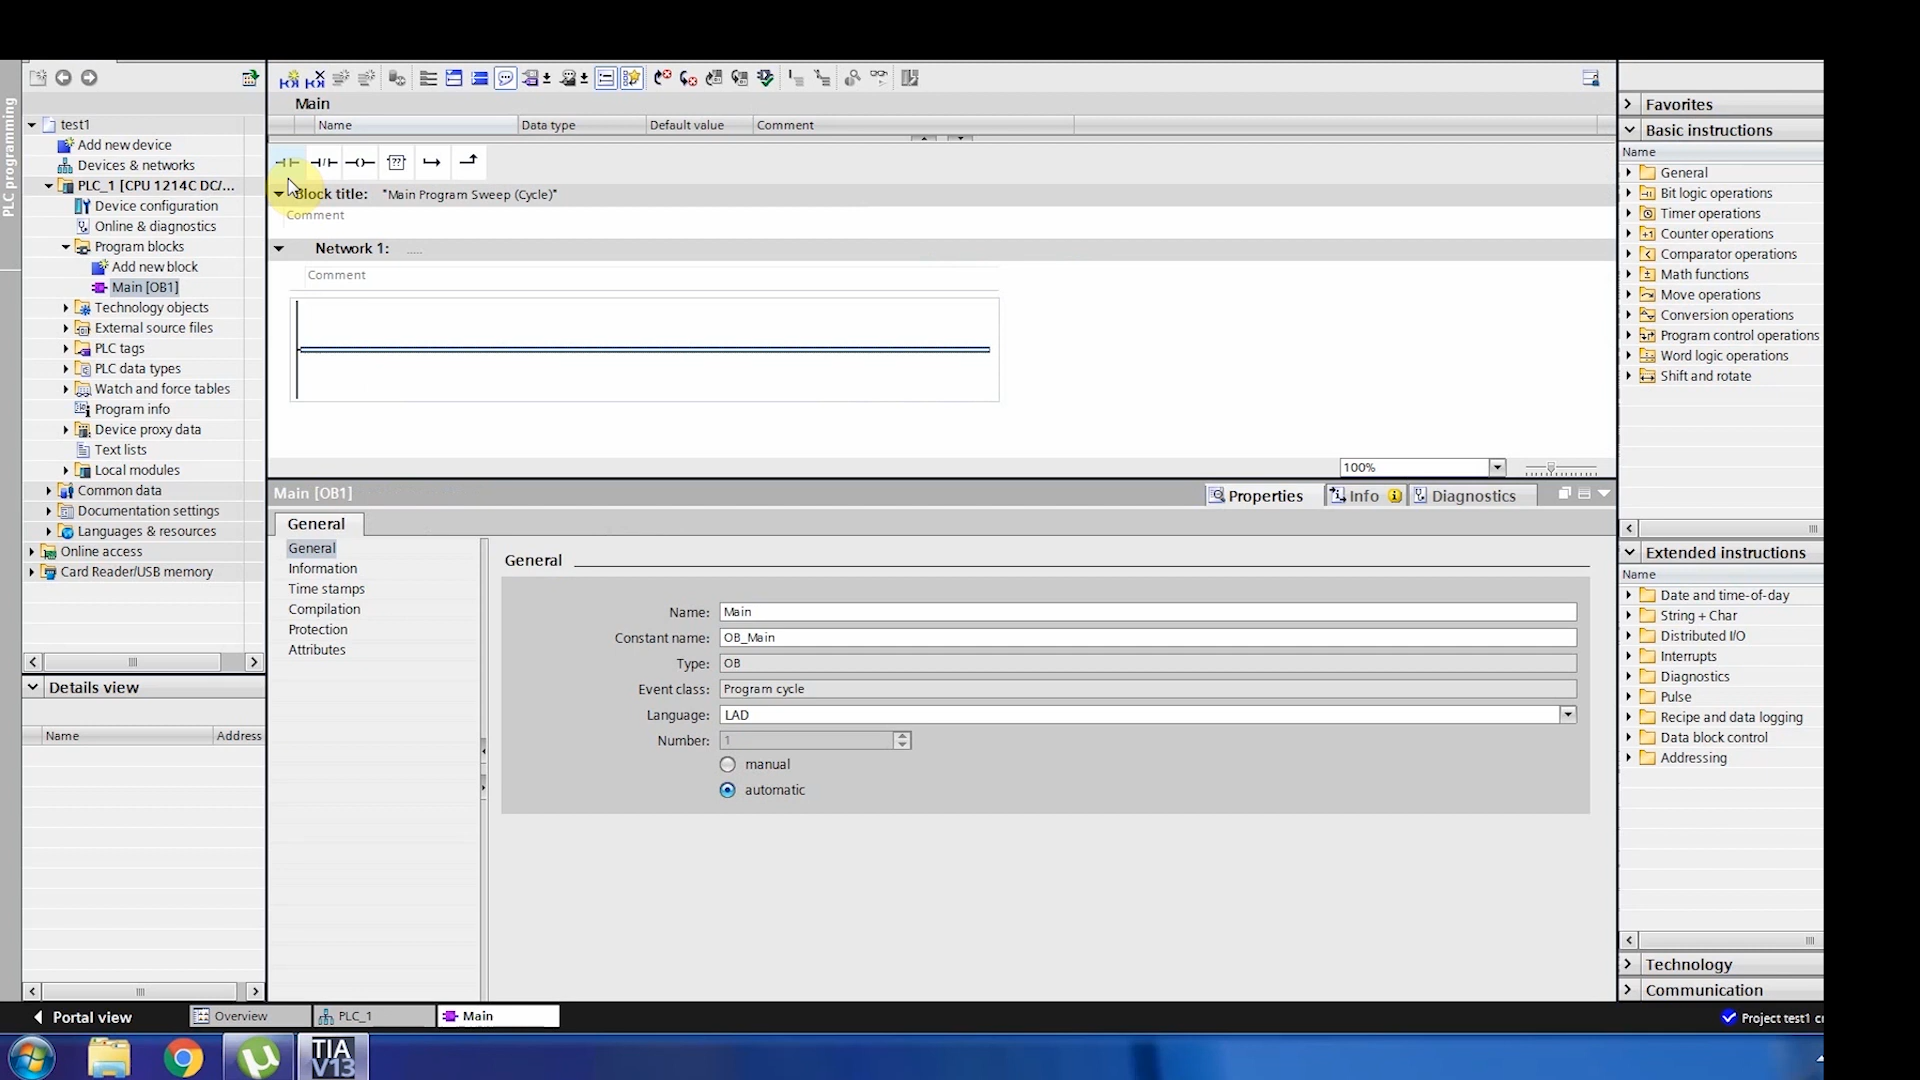 PLC programming
test1
Add new device
Devices & networks
PLC_1 [CPU 1214C DC/...
Device configuration
Online & diagnostics
Program blocks
Add new block
Main [OB1]
Technology objects
External source files
PLC tags
PLC data types
Watch and force tables
Program info
Device proxy data
Text lists
Local modules
Common data
Documentation settings
Languages & resources
Online access
Card Reader/USB memory
Details view
Name Address
Main
Name Data type Default value Comment
??
Block title: "Main Program Sweep (Cycle)"
Comment
Network 1: .....
Comment
100%
Main [OB1]
Properties Info Diagnostics
General
General
Information
Time stamps
Compilation
Protection
Attributes
General
Name: Main
Constant name: OB_Main
Type: OB
Event class: Program cycle
Language: LAD
Number: 1
manual
automatic
Favorites
Basic instructions
Name
General
Bit logic operations
Timer operations
Counter operations
Comparator operations
Math functions
Move operations
Conversion operations
Program control operations
Word logic operations
Shift and rotate
Extended instructions
Name
Date and time-of-day
String + Char
Distributed I/O
Interrupts
Diagnostics
Pulse
Recipe and data logging
Data block control
Addressing
Technology
Communication
Portal view Overview PLC_1 Main
Project test1 cr
TIA
V13